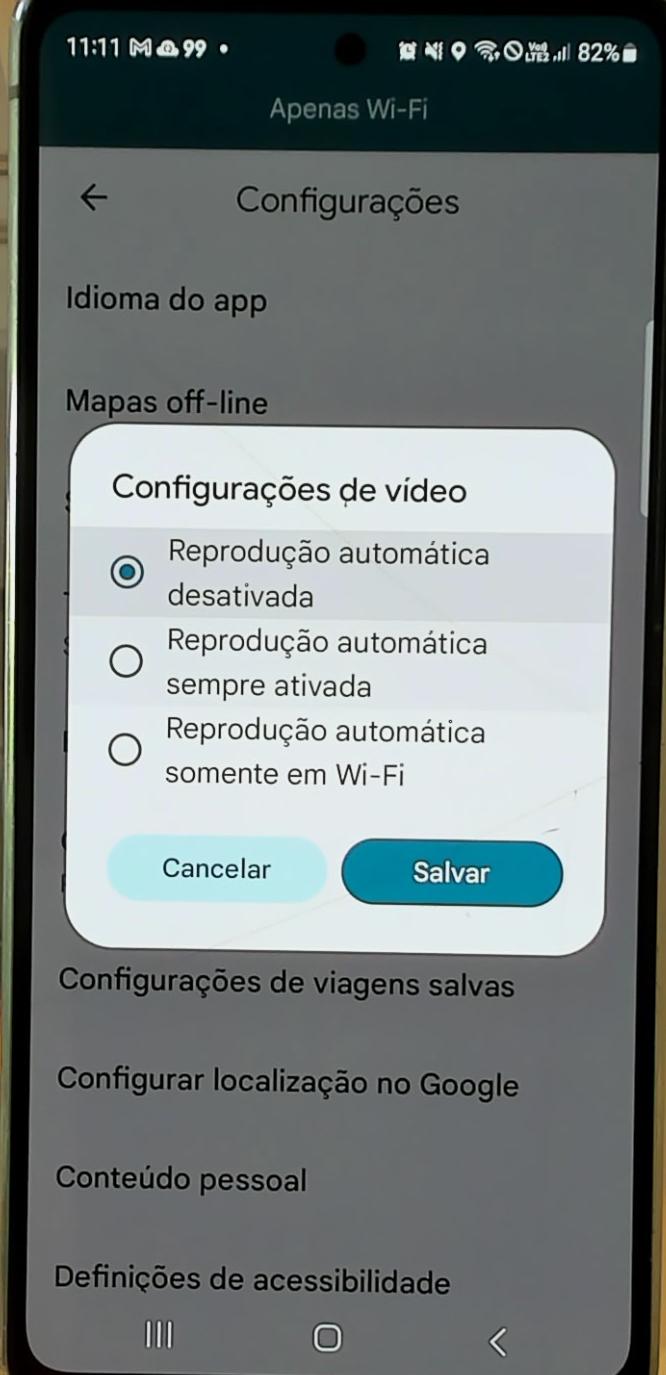 11:11 99
VoI) LTE2 82%
Apenas Wi-Fi
Configurações
Idioma do app
Mapas off-line
Configurações de vídeo
Reprodução automática
desativada
Reprodução automática
sempre ativada
Reprodução automática
somente em Wi-Fi
Cancelar Salvar
Configurações de viagens salvas
Configurar localização no Google
Conteúdo pessoal
Definições de acessibilidade